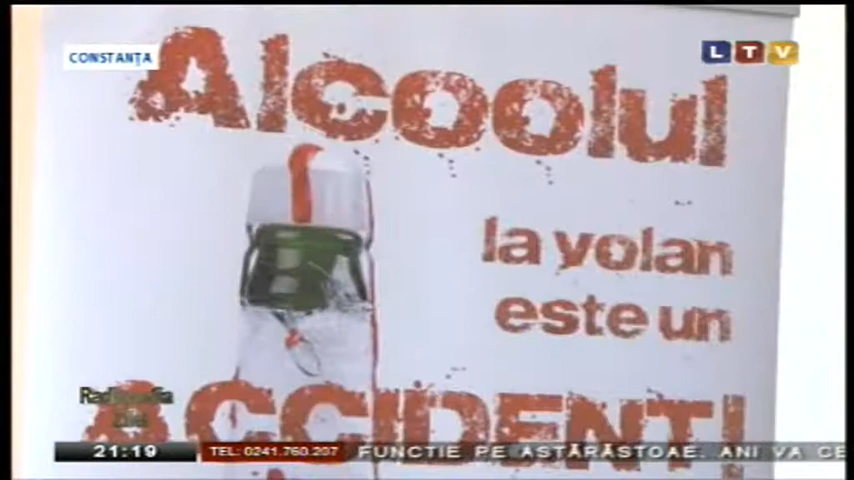 CONSTANȚA
LTV
Alcoolul
la volan
este un
ACCIDENT!
21:19
TEL: 0241.760.207
FUNCTIE PE ASTĂRĂSTOAE. ANI VA CE